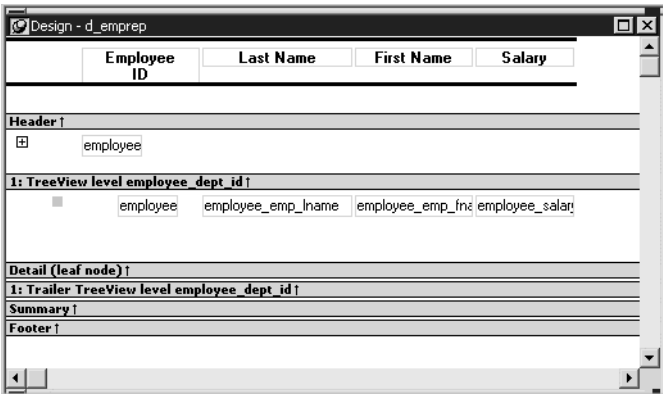 Design - d_emprep
Employee ID Last Name First Name Salary
Header ↑
employee
1: TreeView level employee_dept_id ↑
employee employee_emp_lname employee_emp_fna employee_salary
Detail (leaf node) ↑
1: Trailer TreeView level employee_dept_id ↑
Summary ↑
Footer ↑